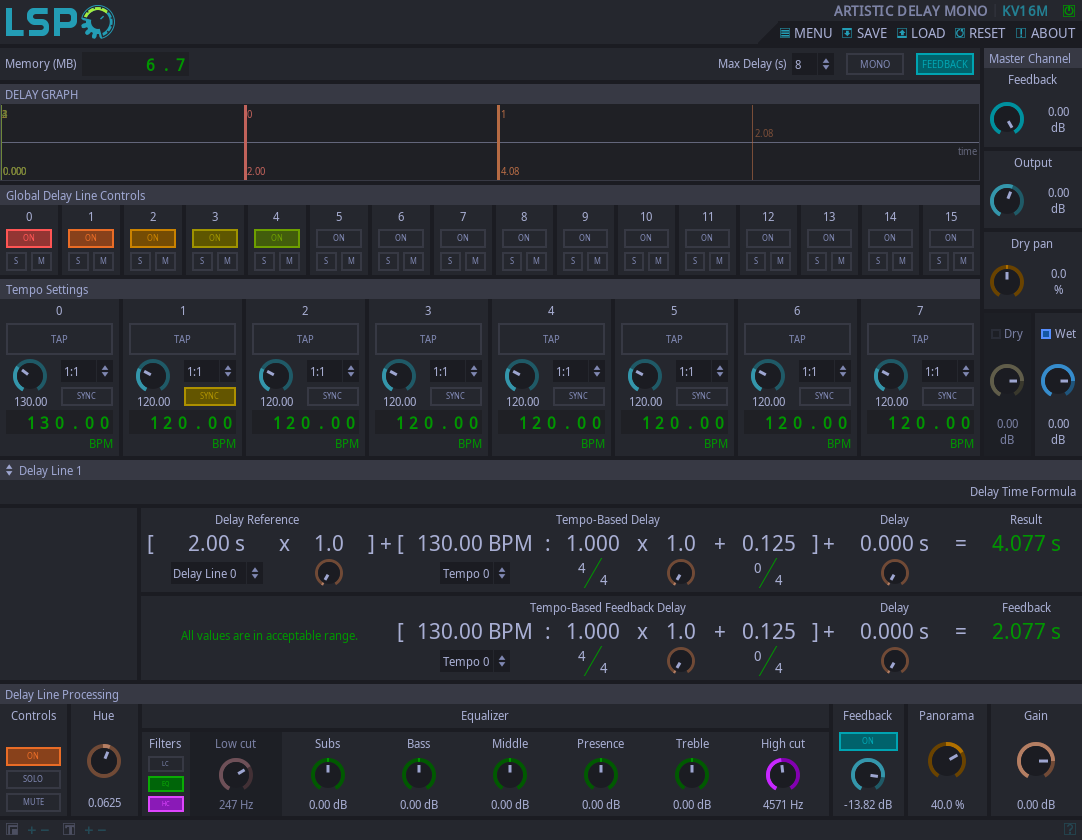 LSP
ARTISTIC DELAY MONO KV16M
MENU SAVE LOAD RESET ABOUT
Memory (MB) 6.7 Max Delay (s) 8 MONO FEEDBACK
Master Channel
Feedback
0.00
dB
Output
0.00
dB
Dry pan
0.0
%
Dry Wet
0.00 0.00
dB dB
DELAY GRAPH
0 1
2.08
time
0.000 2.00 4.08
Global Delay Line Controls
0 1 2 3 4 5 6 7 8 9 10 11 12 13 14 15
ON ON ON ON ON ON ON ON ON ON ON ON ON ON ON ON
S M S M S M S M S M S M S M S M S M S M S M S M S M S M S M S M
Tempo Settings
0 1 2 3 4 5 6 7
TAP TAP TAP TAP TAP TAP TAP TAP
1:1 1:1 1:1 1:1 1:1 1:1 1:1 1:1
SYNC SYNC SYNC SYNC SYNC SYNC SYNC SYNC
130.00 120.00 120.00 120.00 120.00 120.00 120.00 120.00
130.00 120.00 120.00 120.00 120.00 120.00 120.00 120.00
BPM BPM BPM BPM BPM BPM BPM BPM
Delay Line 1
Delay Time Formula
Delay Reference Tempo-Based Delay Delay Result
[ 2.00 s x 1.0 ] + [ 130.00 BPM : 1.000 x 1.0 + 0.125 ] + 0.000 s = 4.077 s
Delay Line 0 Tempo 0 4/4 0/4
Tempo-Based Feedback Delay Delay Feedback
All values are in acceptable range. [ 130.00 BPM : 1.000 x 1.0 + 0.125 ] + 0.000 s = 2.077 s
Tempo 0 4/4 0/4
Delay Line Processing
Controls Hue Equalizer Feedback Panorama Gain
ON
SOLO
MUTE
0.0625
Filters Low cut Subs Bass Middle Presence Treble High cut
LC
EQ
HC
247 Hz 0.00 dB 0.00 dB 0.00 dB 0.00 dB 0.00 dB 4571 Hz
ON
-13.82 dB 40.0 % 0.00 dB